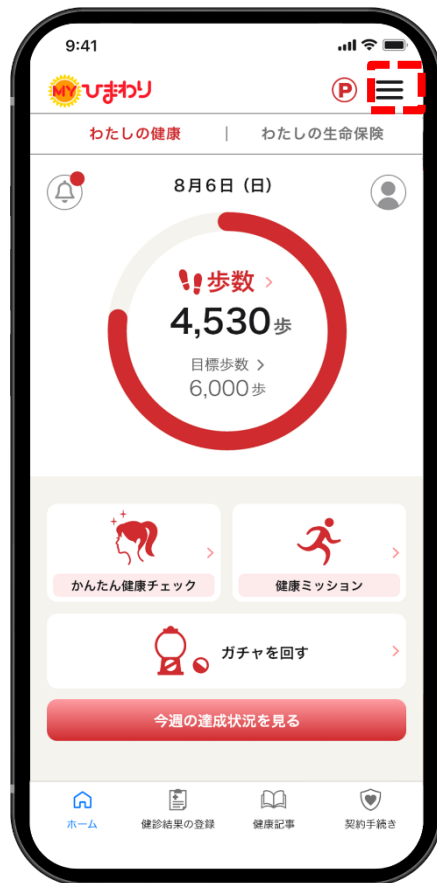 9:41
MYひまわり
P
わたしの健康 | わたしの生命保険
8月6日（日）
歩数 >
4,530歩
目標歩数 >
6,000歩
かんたん健康チェック
健康ミッション
ガチャを回す
今週の達成状況を見る
ホーム 健診結果の登録 健康記事 契約手続き